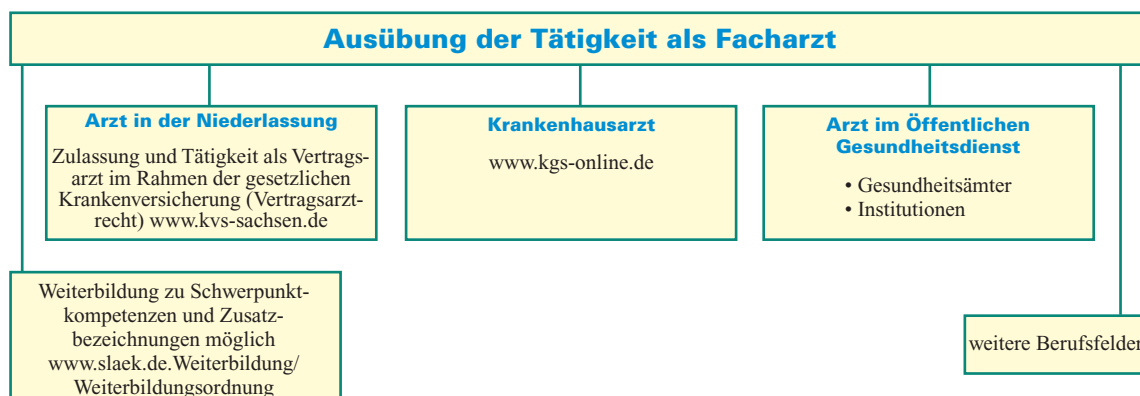 Ausübung der Tätigkeit als Facharzt
Arzt in der Niederlassung
Zulassung und Tätigkeit als Vertrags-
arzt im Rahmen der gesetzlichen
Krankenversicherung (Vertragsarzt-
recht) www.kvs-sachsen.de
Krankenhausarzt
www.kgs-online.de
Arzt im Öffentlichen
Gesundheitsdienst
• Gesundheitsämter
• Institutionen
Weiterbildung zu Schwerpunkt-
kompetenzen und Zusatz-
bezeichnungen möglich
www.slaek.de.Weiterbildung/
Weiterbildungsordnung
weitere Berufsfelder